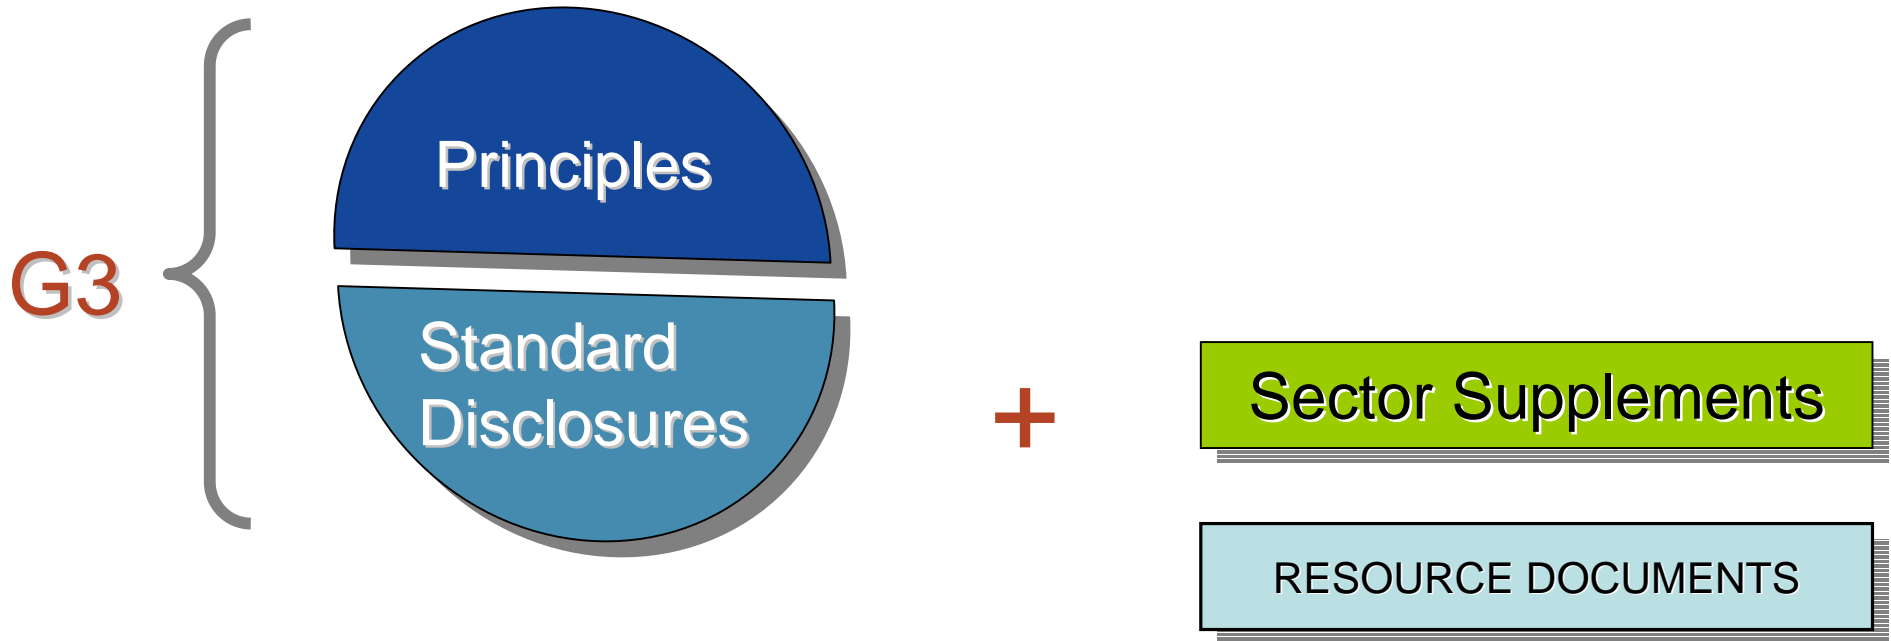 G3
Principles
Standard
Disclosures
+
Sector Supplements
RESOURCE DOCUMENTS